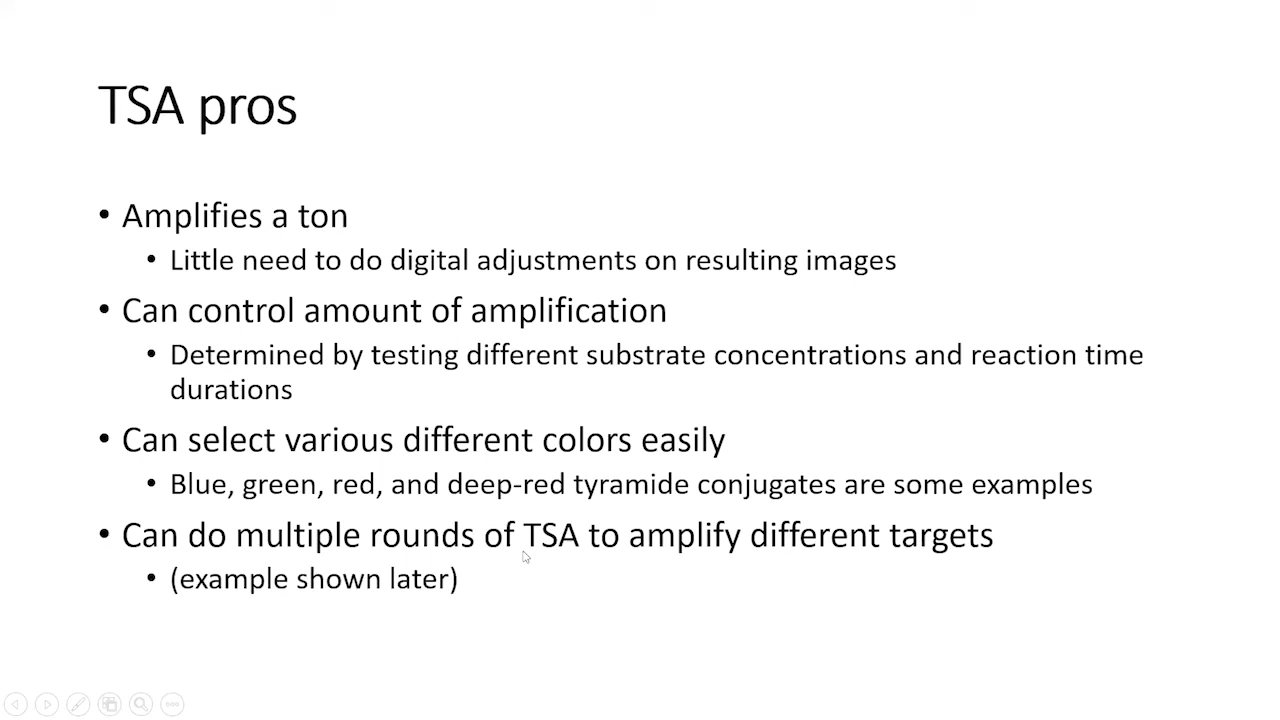 TSA pros
• Amplifies a ton
• Little need to do digital adjustments on resulting images
• Can control amount of amplification
• Determined by testing different substrate concentrations and reaction time
durations
• Can select various different colors easily
• Blue, green, red, and deep-red tyramide conjugates are some examples
• Can do multiple rounds of TSA to amplify different targets
• (example shown later)